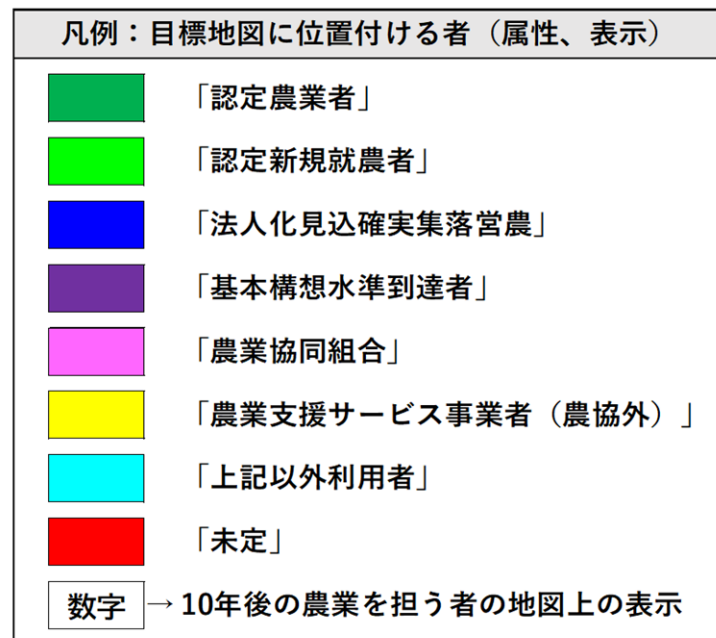 凡例：目標地図に位置付ける者（属性、表示）
「認定農業者」
「認定新規就農者」
「法人化見込確実集落営農」
「基本構想水準到達者」
「農業協同組合」
「農業支援サービス事業者（農協外）」
「上記以外利用者」
「未定」
数字→10年後の農業を担う者の地図上の表示